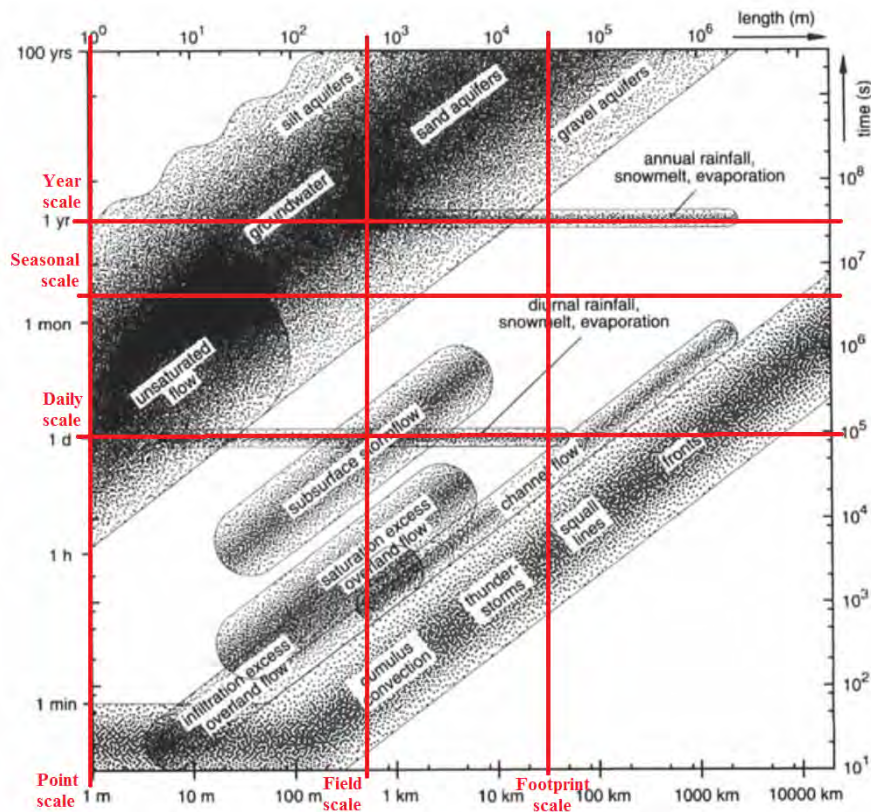 length (m)
10⁰ 10¹ 10² 10³ 10⁴ 10⁵ 10⁶
100 yrs
time (s)
silt aquifers
sand aquifers
gravel aquifers
annual rainfall,
snowmelt, evaporation
10⁸
Year
scale
groundwater
1 yr
Seasonal
scale
10⁷
diurnal rainfall,
snowmelt, evaporation
1 mon
unsaturated
flow
10⁶
Daily
scale
1 d
10⁵
subsurface stormflow
channel flow
fronts
squall
lines
10⁴
saturation excess
overland flow
1 h
thunder-
storms
10³
cumulus
convection
infiltration excess
overland flow
10²
1 min
10¹
Point
scale
Field
scale
Footprint
scale
1 m 10 m 100 m 1 km 10 km 100 km 1000 km 10000 km